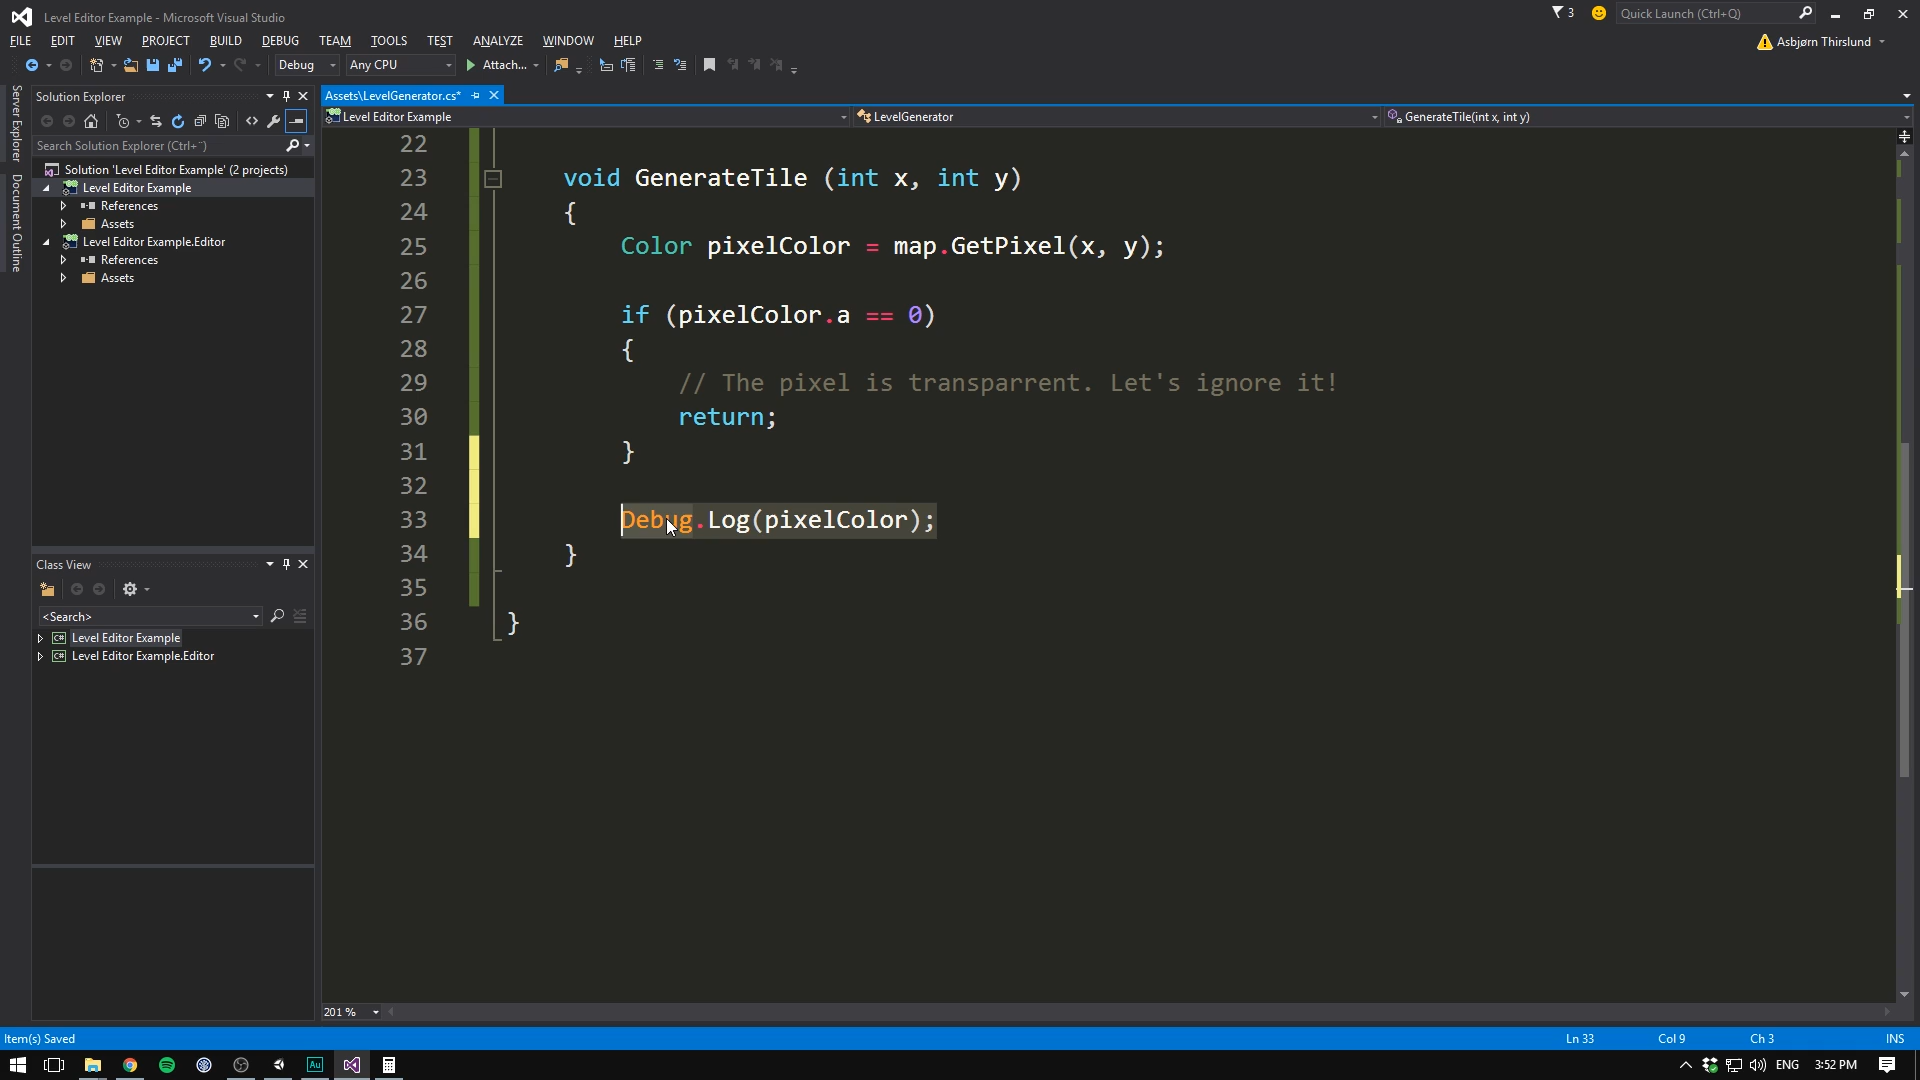 Level Editor Example - Microsoft Visual Studio
3
Quick Launch (Ctrl+Q)
FILE EDIT VIEW PROJECT BUILD DEBUG TEAM TOOLS TEST ANALYZE WINDOW HELP
Asbjørn Thirslund
Debug Any CPU Attach...
Server Explorer
Document Outline
Solution Explorer
Search Solution Explorer (Ctrl+¨)
Solution 'Level Editor Example' (2 projects)
Level Editor Example
References
Assets
Level Editor Example.Editor
References
Assets
Class View
<Search>
Level Editor Example
Level Editor Example.Editor
Assets\LevelGenerator.cs*
Level Editor Example LevelGenerator GenerateTile(int x, int y)
22
23 void GenerateTile (int x, int y)
24 {
25 Color pixelColor = map.GetPixel(x, y);
26
27 if (pixelColor.a == 0)
28 {
29 // The pixel is transparrent. Let's ignore it!
30 return;
31 }
32
33 Debug.Log(pixelColor);
34 }
35
36 }
37
201 %
Item(s) Saved Ln 33 Col 9 Ch 3 INS
Au
ENG 3:52 PM